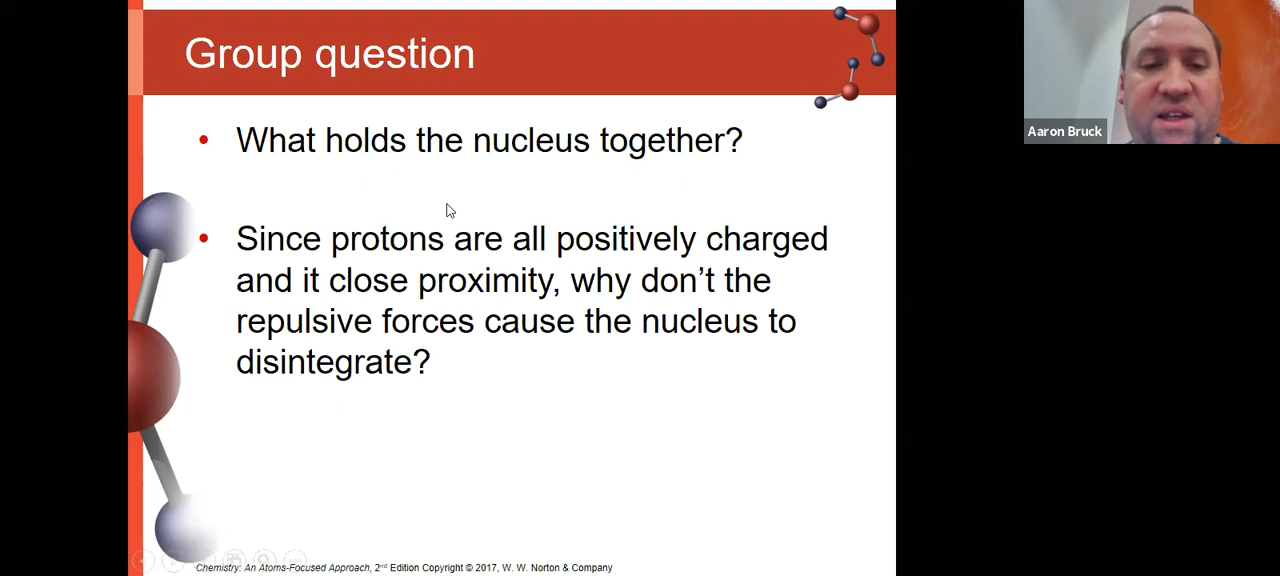 Group question
Aaron Bruck
• What holds the nucleus together?
• Since protons are all positively charged
and it close proximity, why don’t the
repulsive forces cause the nucleus to
disintegrate?
Chemistry: An Atoms-Focused Approach, 2nd Edition Copyright © 2017, W. W. Norton & Company